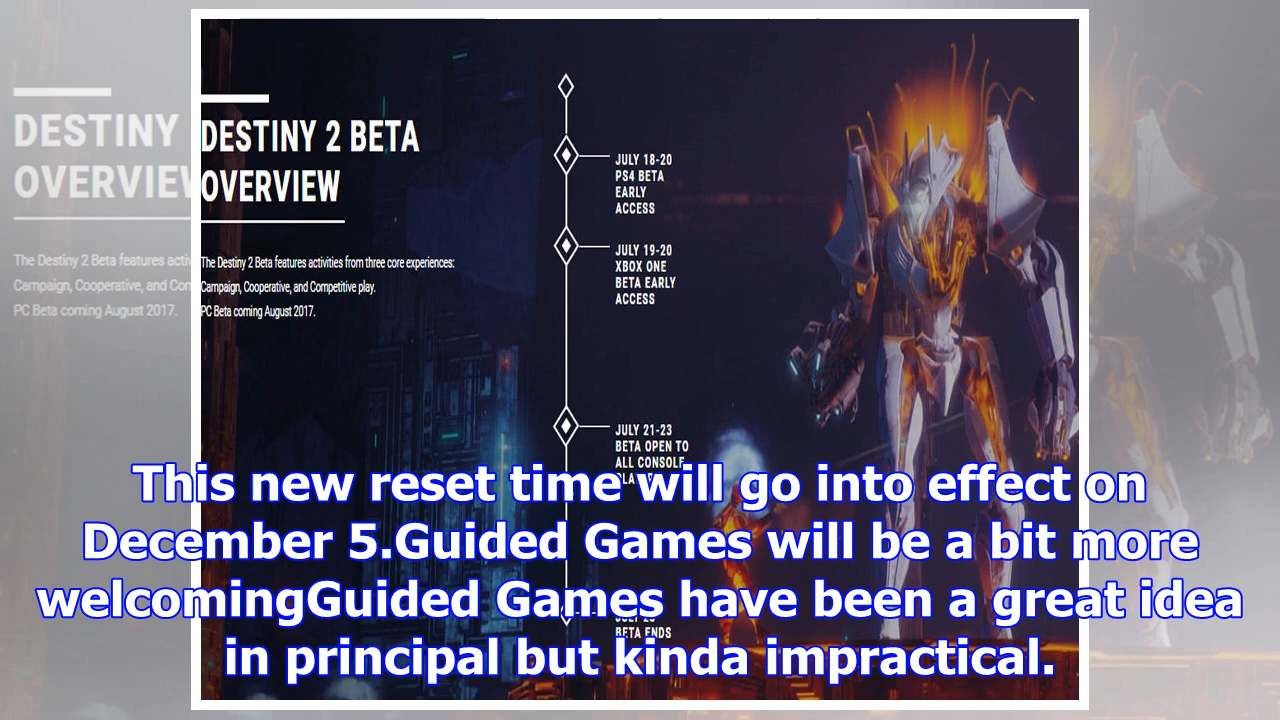 DESTINY
OVERVIEW
The Destiny 2 Beta features activ
Campaign, Cooperative, and Con
PC Beta coming August 2017.
DESTINY 2 BETA
OVERVIEW
The Destiny 2 Beta features activities from three core experiences:
Campaign, Cooperative, and Competitive play.
PC Beta coming August 2017.
JULY 18-20
PS4 BETA
EARLY
ACCESS
JULY 19-20
XBOX ONE
BETA EARLY
ACCESS
JULY 21-23
BETA OPEN TO
ALL CONSOLE
BETA ENDS
This new reset time will go into effect on
December 5.Guided Games will be a bit more
welcomingGuided Games have been a great idea
in principal but kinda impractical.